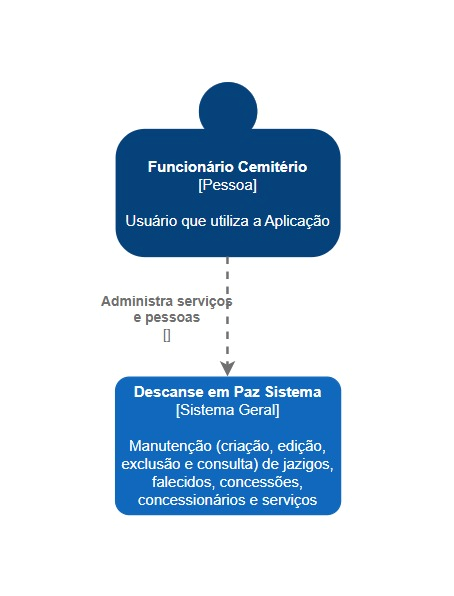 Funcionário Cemitério
[Pessoa]
Usuário que utiliza a Aplicação
Administra serviços
e pessoas
[]
Descanse em Paz Sistema
[Sistema Geral]
Manutenção (criação, edição,
exclusão e consulta) de jazigos,
falecidos, concessões,
concessionários e serviços